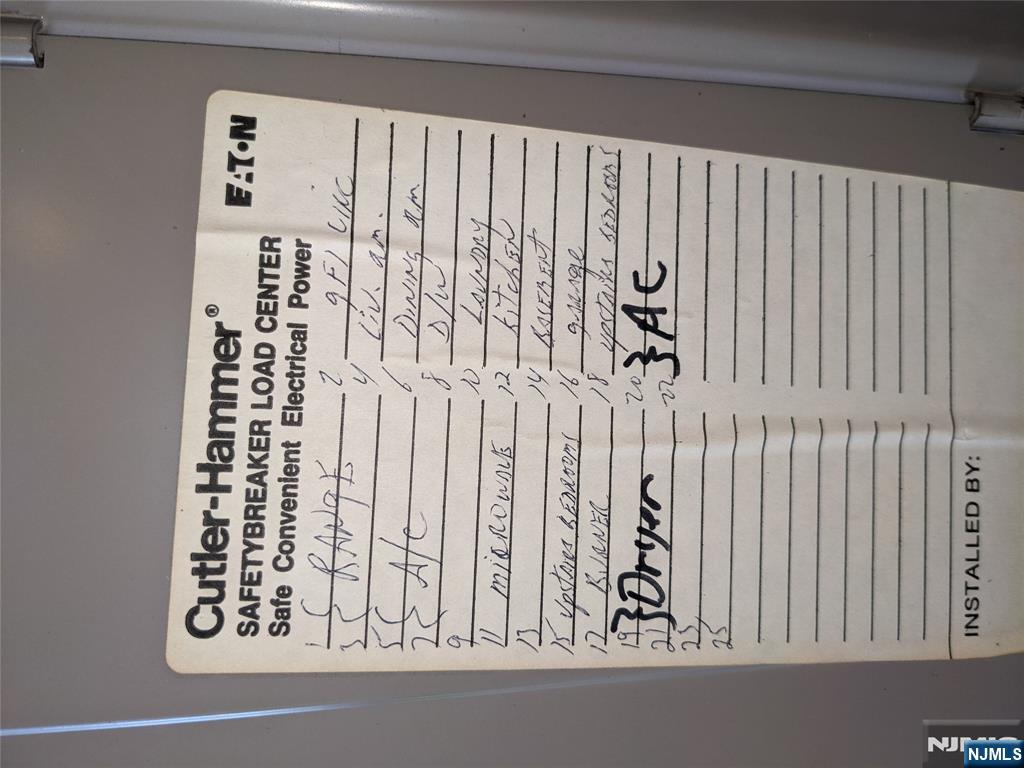 Cutler-Hammer®
EATON
SAFETYBREAKER LOAD CENTER
Safe Convenient Electrical Power
1 { RANGE 2 GFI
3 { 4 Liv. Rm.
5 { A/C 6 Dining Rm
7 { 8 D/W
9 10 Laundry
11 MICROWAVE 12 Kitchen
13 14 BASEMENT
15 Upstairs BEDROOMS 16 garage
17 BURNER 18 upstairs BEDROOMS
19 } Dryer 20 } AC
21 22
23
25
INSTALLED BY:
NJMLS
NJMLS